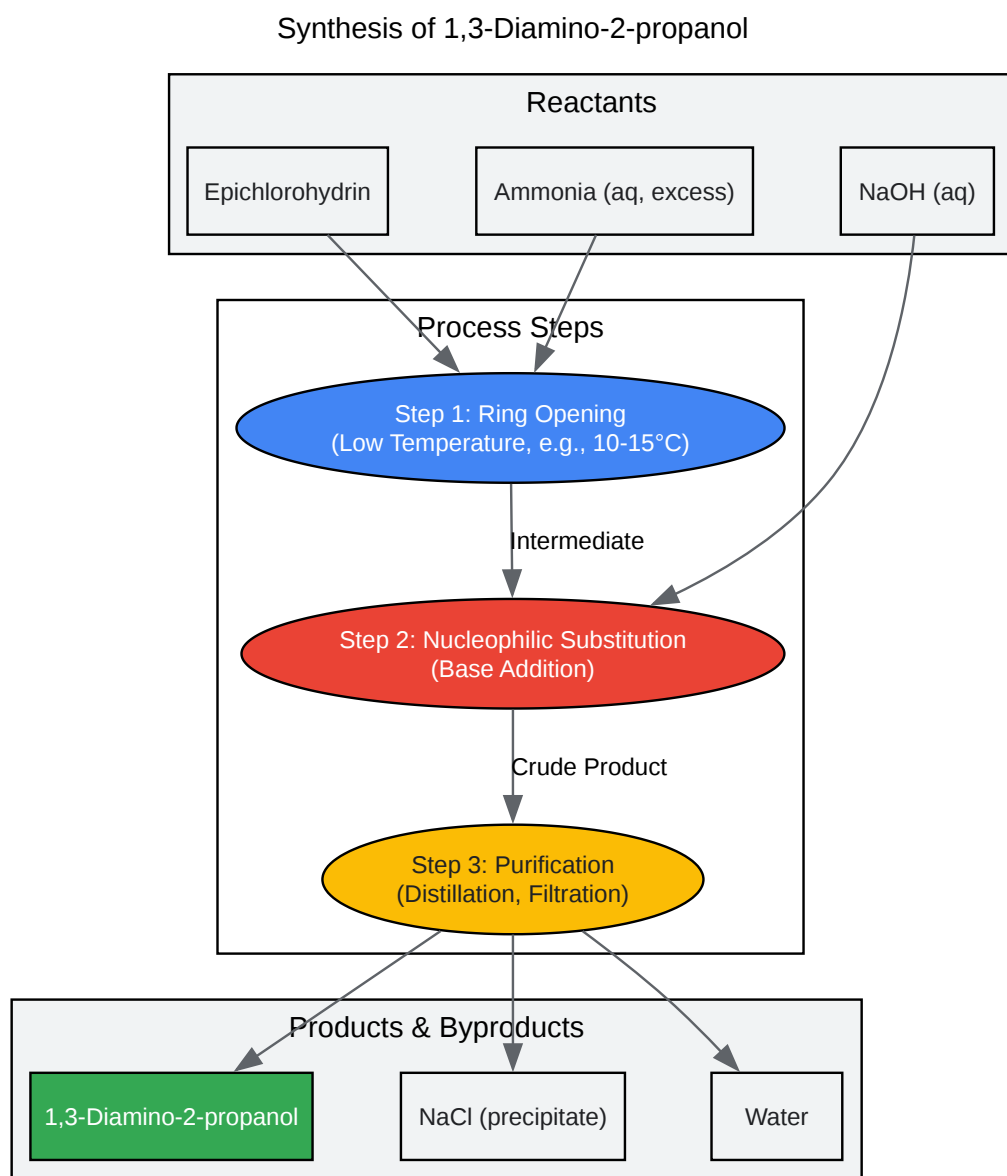 Synthesis of 1,3-Diamino-2-propanol
Reactants
Epichlorohydrin
Ammonia (aq, excess)
NaOH (aq)
Process Steps
Step 1: Ring Opening
(Low Temperature, e.g., 10-15°C)
Intermediate
Step 2: Nucleophilic Substitution
(Base Addition)
Crude Product
Step 3: Purification
(Distillation, Filtration)
Products & Byproducts
1,3-Diamino-2-propanol
NaCl (precipitate)
Water